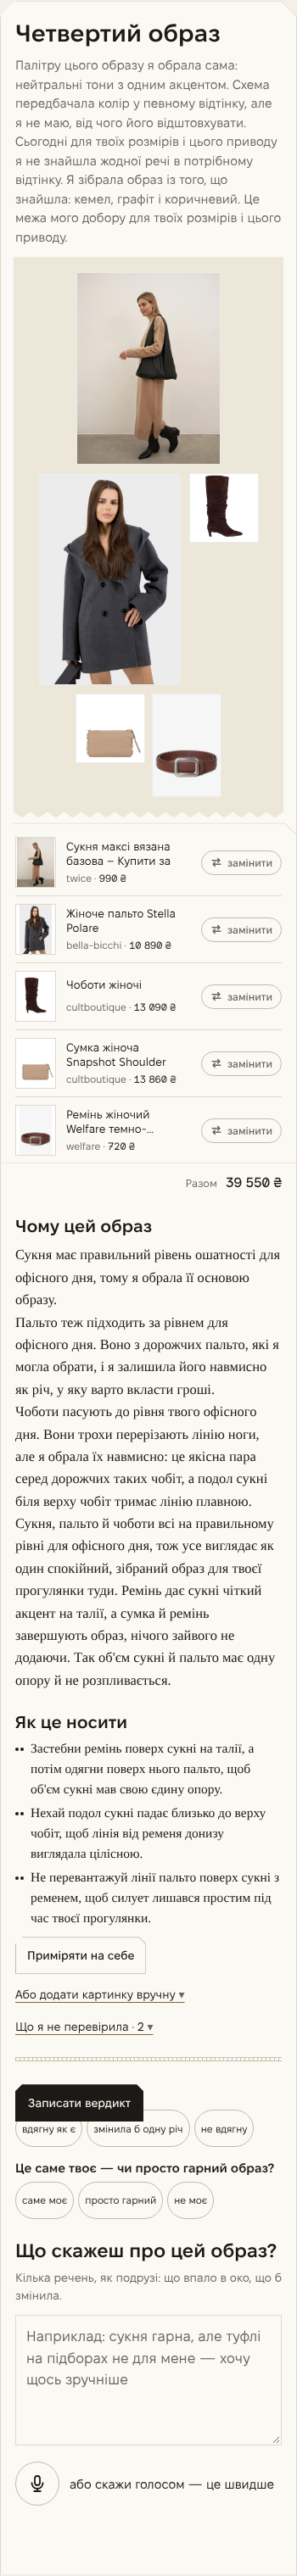 Четвертий образ
Палітру цього образу я обрала сама:
нейтральні тони з одним акцентом. Схема
передбачала колір у певному відтінку, але
я не маю, від чого його відштовхувати.
Сьогодні для твоїх розмірів і цього приводу
я не знайшла жодної речі в потрібному
відтінку. Я зібрала образ із того, що
знайшла: кемел, графіт і коричневий. Це
межа мого добору для твоїх розмірів і цього
приводу.
Сукня максі вязана
базова – Купити за
twice · 990 ₴
замінити
Жіноче пальто Stella
Polare
bella-bicchi · 10 890 ₴
замінити
Чоботи жіночі
cultboutique · 13 090 ₴
замінити
Сумка жіноча
Snapshot Shoulder
cultboutique · 13 860 ₴
замінити
Ремінь жіночий
Welfare темно-...
welfare · 720 ₴
замінити
Разом 39 550 ₴
Чому цей образ
Сукня має правильний рівень ошатності для
офісного дня, тому я обрала її основою
образу.
Пальто теж підходить за рівнем для
офісного дня. Воно з дорожчих пальто, які я
могла обрати, і я залишила його навмисно
як річ, у яку варто вкласти гроші.
Чоботи пасують до рівня твого офісного
дня. Вони трохи перерізають лінію ноги,
але я обрала їх навмисно: це якісна пара
серед дорожчих таких чобіт, а подол сукні
біля верху чобіт тримає лінію плавною.
Сукня, пальто й чоботи всі на правильному
рівні для офісного дня, тож усе виглядає як
один спокійний, зібраний образ для твоєї
прогулянки туди. Ремінь дає сукні чіткий
акцент на талії, а сумка й ремінь
завершують образ, нічого зайвого не
додаючи. Так об'єм сукні й пальто має одну
опору й не розпливається.
Як це носити
•• Застебни ремінь поверх сукні на талії, а
потім одягни поверх нього пальто, щоб
об'єм сукні мав свою єдину опору.
•• Нехай подол сукні падає близько до верху
чобіт, щоб лінія від ременя донизу
виглядала цілісною.
•• Не перевантажуй лінії пальто поверх сукні з
ременем, щоб силует лишався простим під
час твоєї прогулянки.
Приміряти на себе
Або додати картинку вручну ▾
Що я не перевірила · 2 ▾
Записати вердикт
вдягну як є
змінила б одну річ
не вдягну
Це саме твоє — чи просто гарний образ?
саме моє
просто гарний
не моє
Що скажеш про цей образ?
Кілька речень, як подрузі: що впало в око, що б
змінила.
Наприклад: сукня гарна, але туфлі
на підборах не для мене — хочу
щось зручніше
або скажи голосом — це швидше